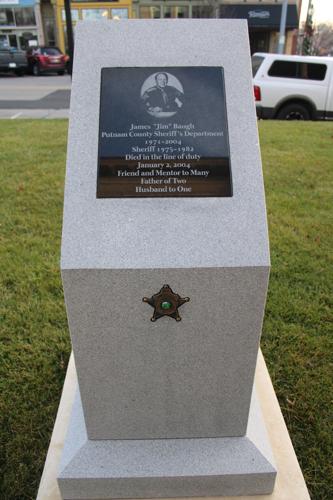 James "Jim" Baugh
Putnam County Sheriff's Department
1971-2004
Sheriff 1975-1982
Died in the line of duty
January 2, 2004
Friend and Mentor to Many
Father of Two
Husband to One